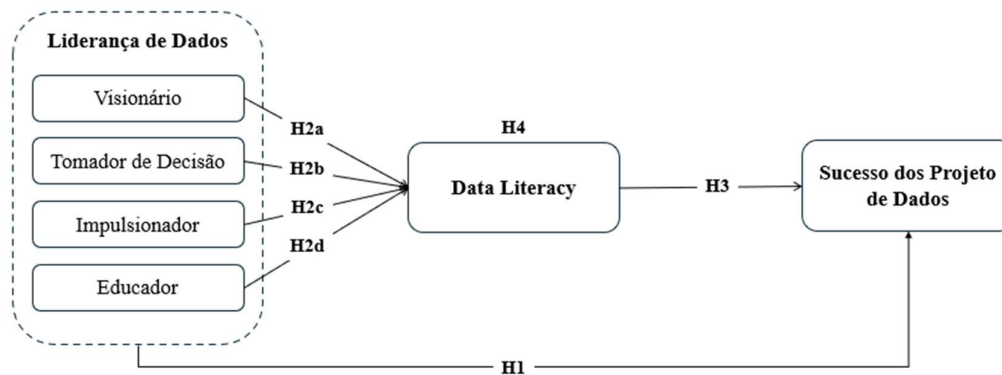 Liderança de Dados
Visionário
Tomador de Decisão
Impulsionador
Educador
H2a
H2b
H2c
H2d
H4
Data Literacy
H3
Sucesso dos Projeto
de Dados
H1